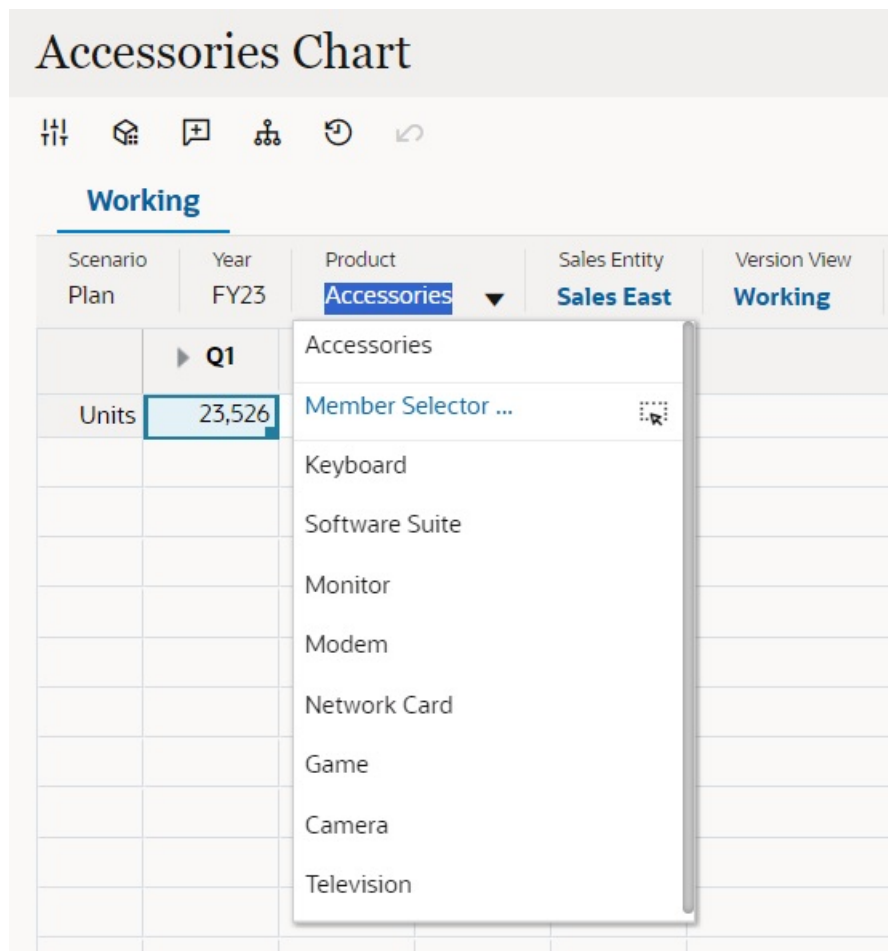 Accessories Chart
Working
Scenario Year Product Sales Entity Version View
Plan FY23 Accessories Sales East Working
Q1
Accessories
Units 23,526
Member Selector ...
Keyboard
Software Suite
Monitor
Modem
Network Card
Game
Camera
Television